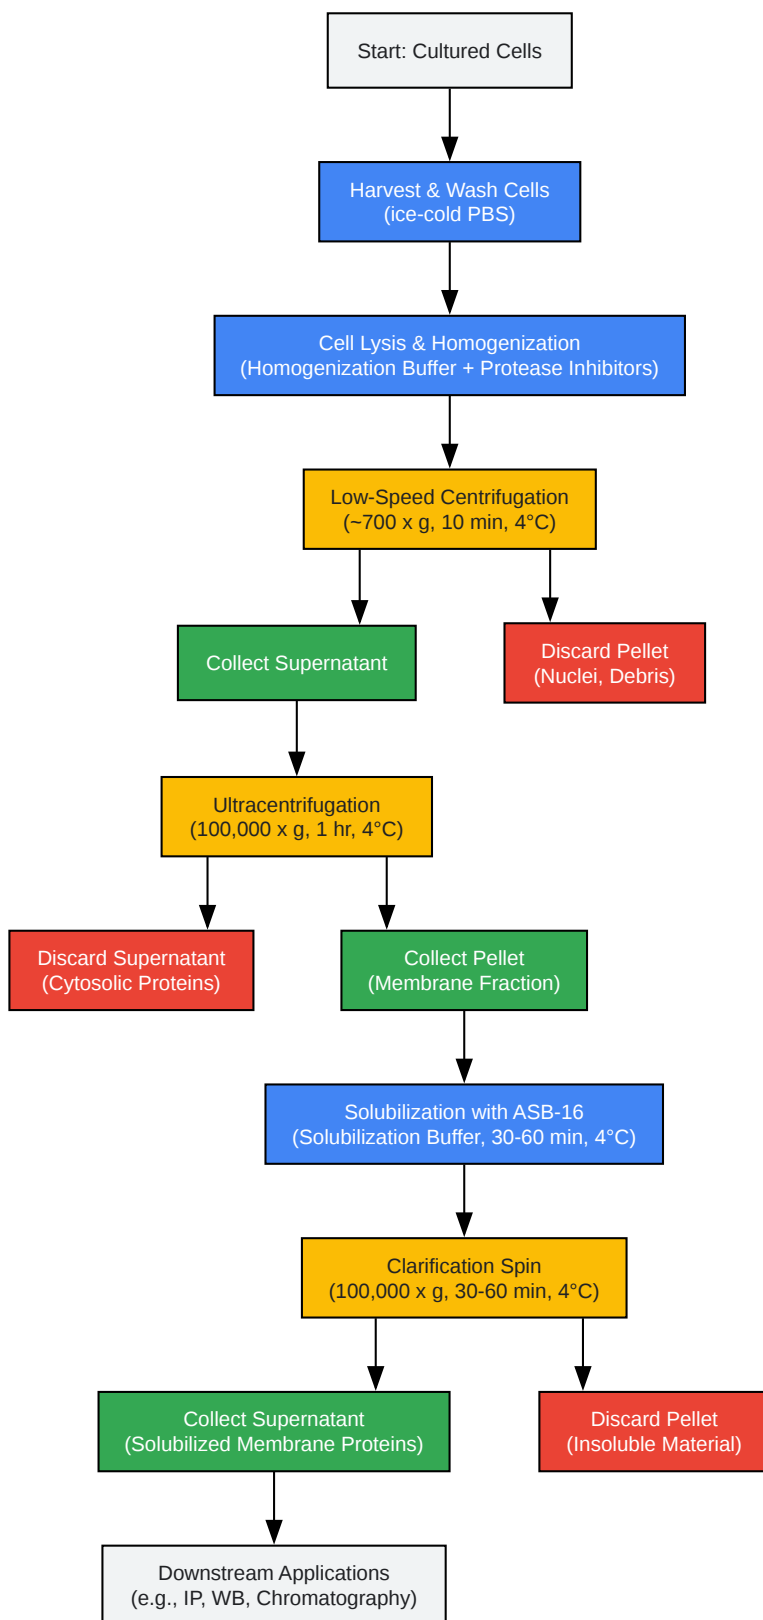 Start: Cultured Cells
Harvest & Wash Cells
(ice-cold PBS)
Cell Lysis & Homogenization
(Homogenization Buffer + Protease Inhibitors)
Low-Speed Centrifugation
(~700 x g, 10 min, 4°C)
Collect Supernatant
Discard Pellet
(Nuclei, Debris)
Ultracentrifugation
(100,000 x g, 1 hr, 4°C)
Discard Supernatant
(Cytosolic Proteins)
Collect Pellet
(Membrane Fraction)
Solubilization with ASB-16
(Solubilization Buffer, 30-60 min, 4°C)
Clarification Spin
(100,000 x g, 30-60 min, 4°C)
Collect Supernatant
(Solubilized Membrane Proteins)
Discard Pellet
(Insoluble Material)
Downstream Applications
(e.g., IP, WB, Chromatography)